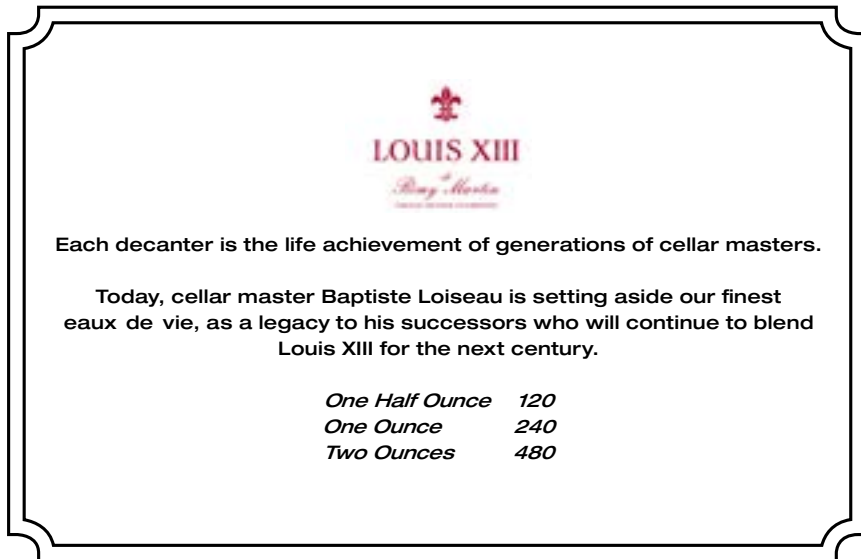 LOUIS XIII
de
Rémy Martin
Each decanter is the life achievement of generations of cellar masters.
Today, cellar master Baptiste Loiseau is setting aside our finest
eaux de vie, as a legacy to his successors who will continue to blend
Louis XIII for the next century.
One Half Ounce 120
One Ounce 240
Two Ounces 480